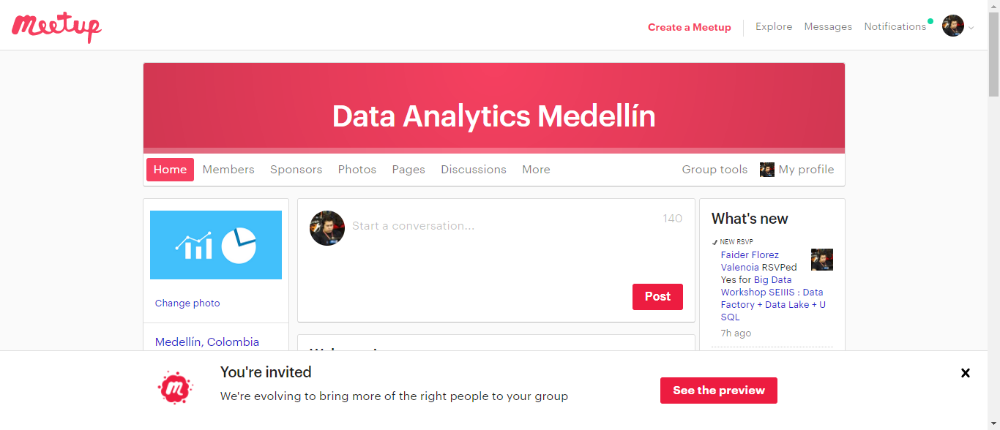 Meetup
Create a Meetup
Explore
Messages
Notifications
Data Analytics Medellín
Home
Members
Sponsors
Photos
Pages
Discussions
More
Group tools
My profile
Change photo
Medellín, Colombia
Start a conversation...
140
Post
What's new
NEW RSVP
Faider Florez
Valencia RSVPed
Yes for Big Data
Workshop SEIIIS : Data
Factory + Data Lake + U
SQL
7h ago
You're invited
We're evolving to bring more of the right people to your group
See the preview